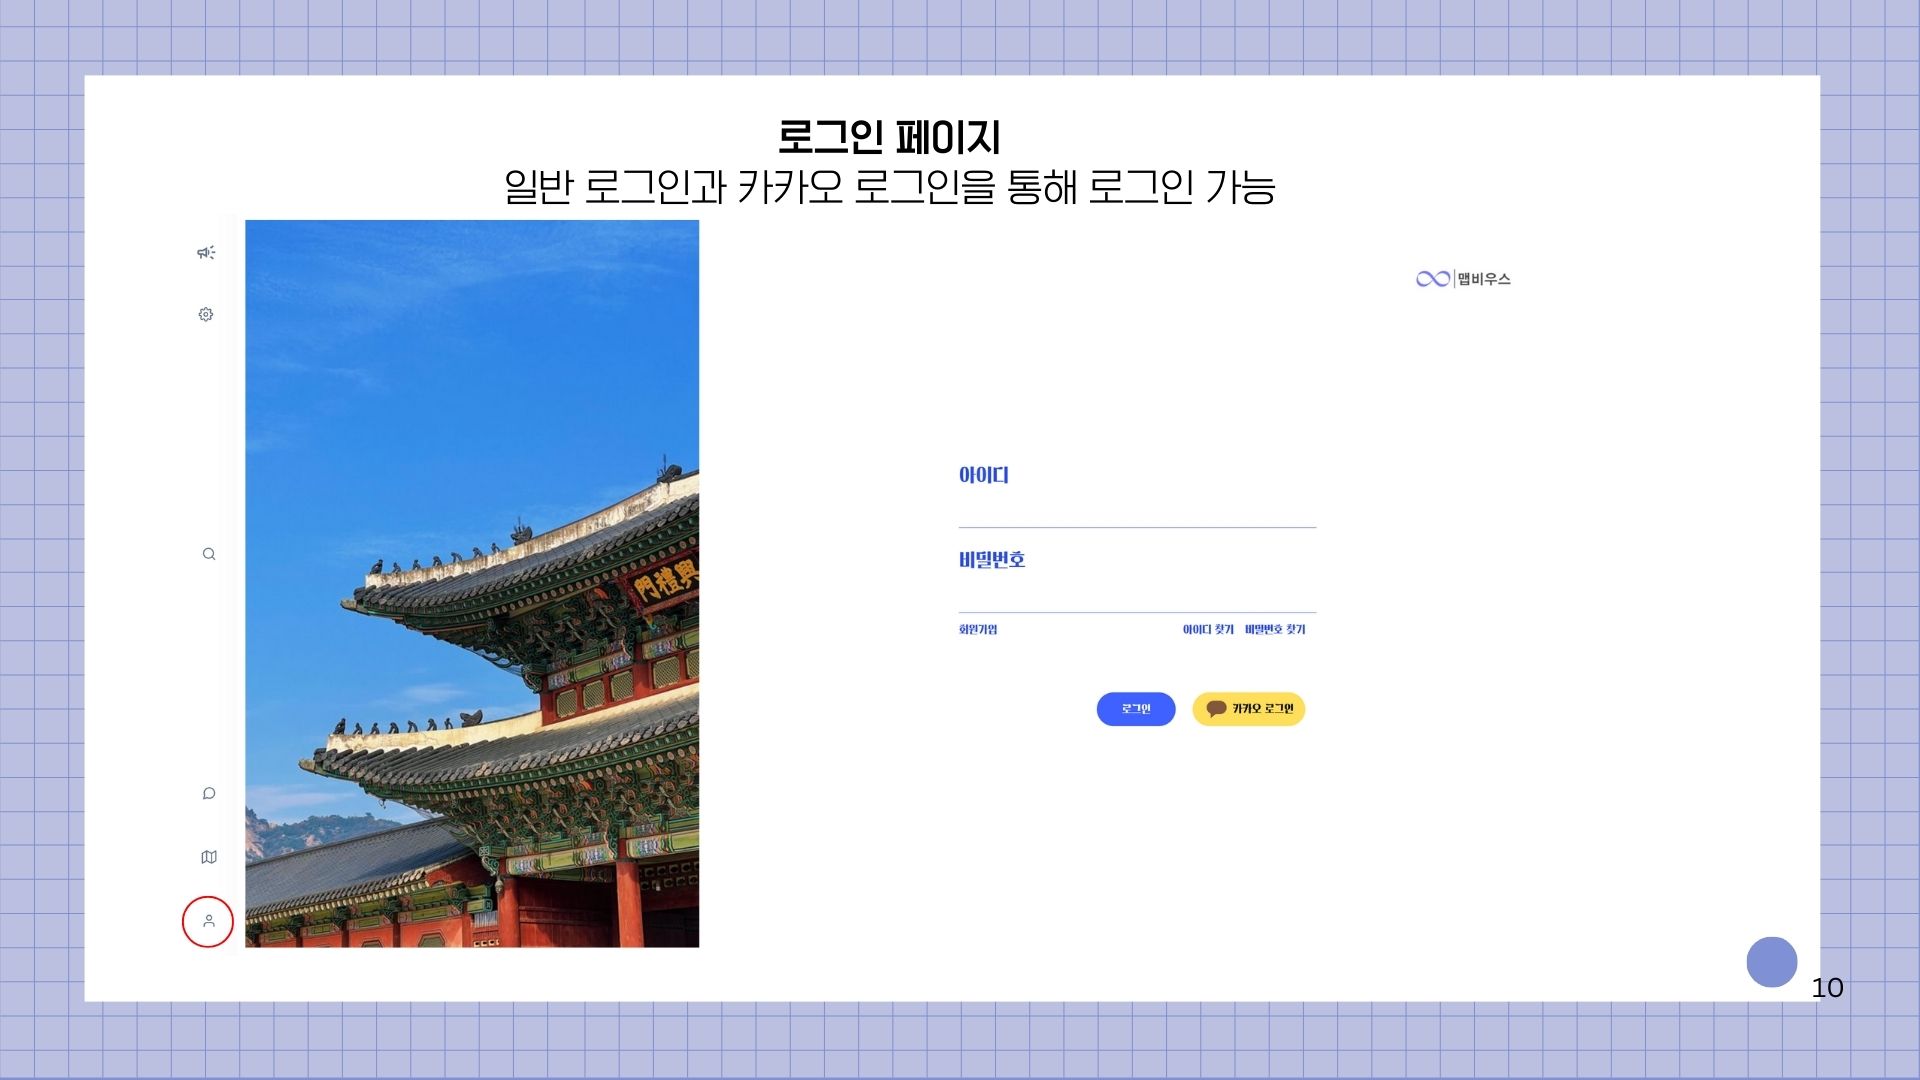 로그인 페이지
일반 로그인과 카카오 로그인을 통해 로그인 가능
맵비우스
門禮興
아이디
비밀번호
회원가입 아이디 찾기 비밀번호 찾기
로그인 카카오 로그인
10